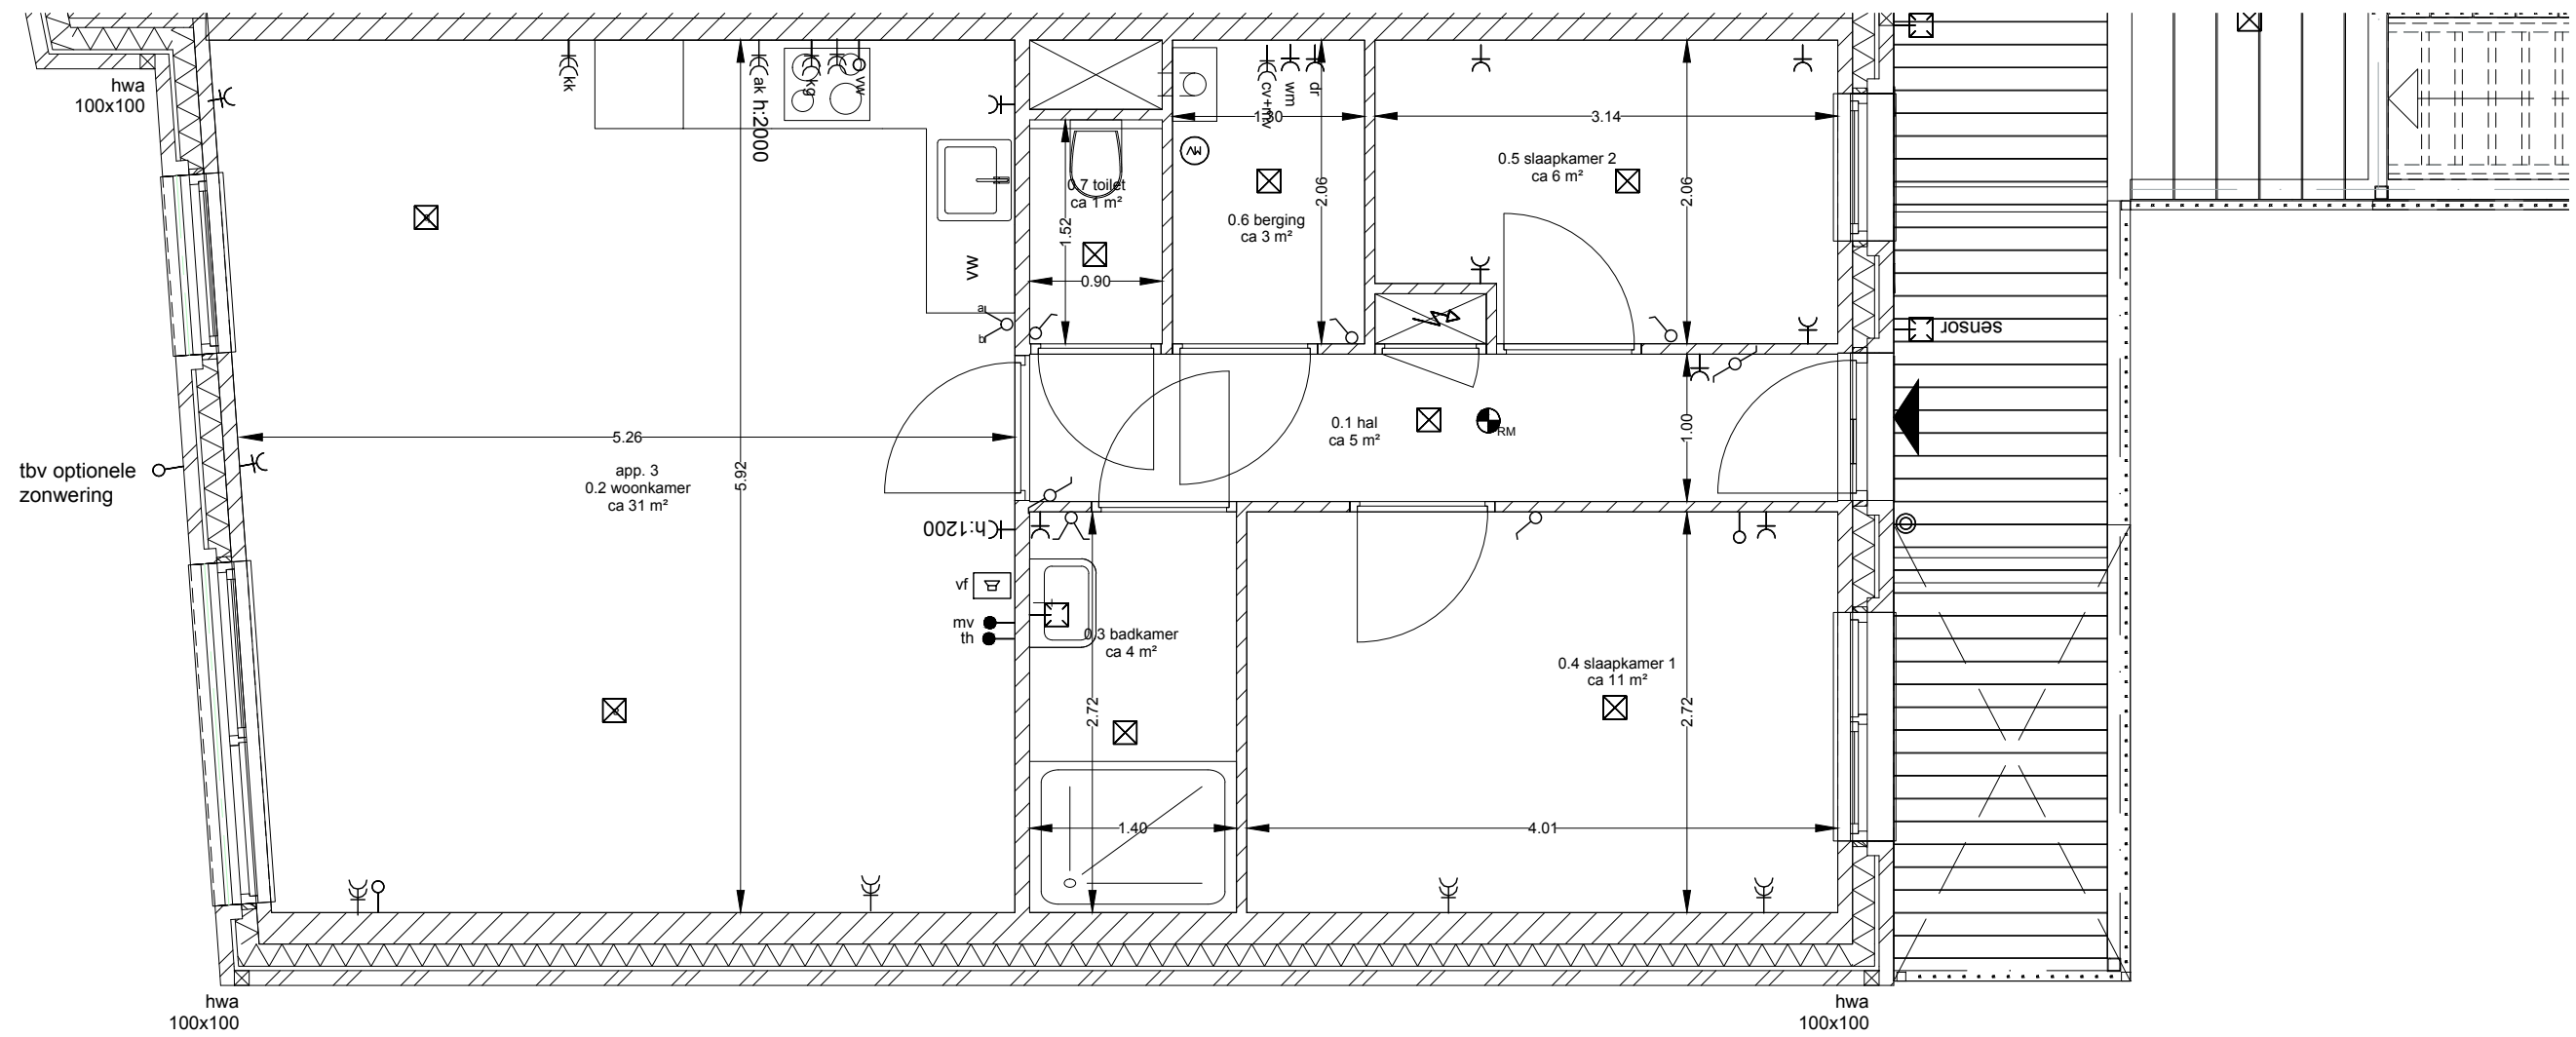 hwa
100x100
kk
ak h:2000
kg
vw
cv+mv
wm
dr
1.30
3.14
MV
0.5 slaapkamer 2
ca 6 m²
0.7 toilet
ca 1 m²
2.06
2.06
0.6 berging
ca 3 m²
1.52
VW
0.90
a
b
sensor
5.26
0.1 hal
ca 5 m²
RM
1.00
tbv optionele
zonwering
app. 3
0.2 woonkamer
ca 31 m²
5.92
h:1200
vf
mv
th
0.3 badkamer
ca 4 m²
0.4 slaapkamer 1
ca 11 m²
2.72
2.72
1.40
4.01
hwa
100x100
hwa
100x100